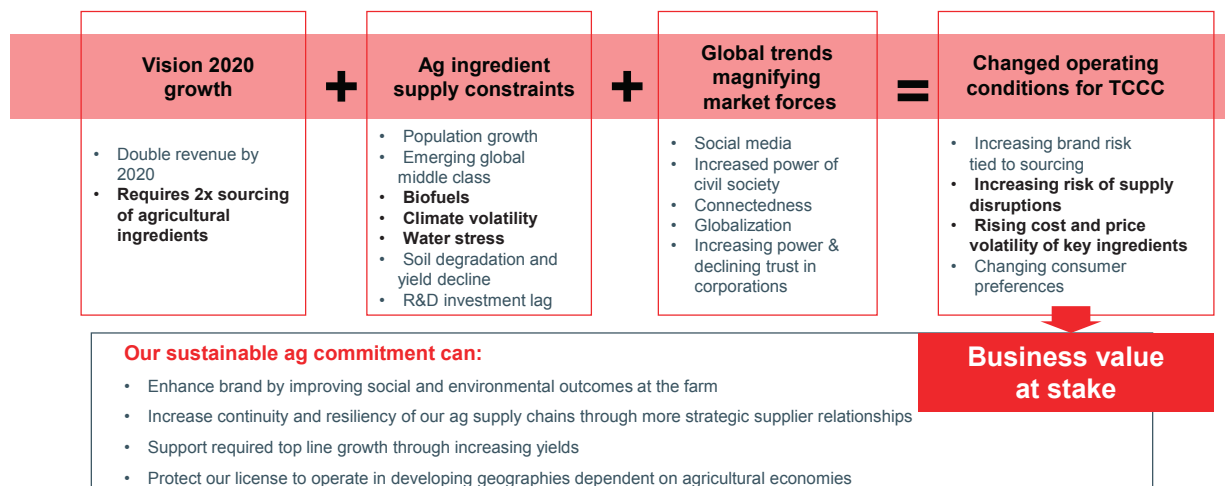 Vision 2020
growth
+
Ag ingredient
supply constraints
+
Global trends
magnifying
market forces
=
Changed operating
conditions for TCCC
• Double revenue by
2020
• Requires 2x sourcing
of agricultural
ingredients
• Population growth
• Emerging global
middle class
• Biofuels
• Climate volatility
• Water stress
• Soil degradation and
yield decline
• R&D investment lag
• Social media
• Increased power of
civil society
• Connectedness
• Globalization
• Increasing power &
declining trust in
corporations
• Increasing brand risk
tied to sourcing
• Increasing risk of supply
disruptions
• Rising cost and price
volatility of key ingredients
• Changing consumer
preferences
Business value
at stake
Our sustainable ag commitment can:
• Enhance brand by improving social and environmental outcomes at the farm
• Increase continuity and resiliency of our ag supply chains through more strategic supplier relationships
• Support required top line growth through increasing yields
• Protect our license to operate in developing geographies dependent on agricultural economies